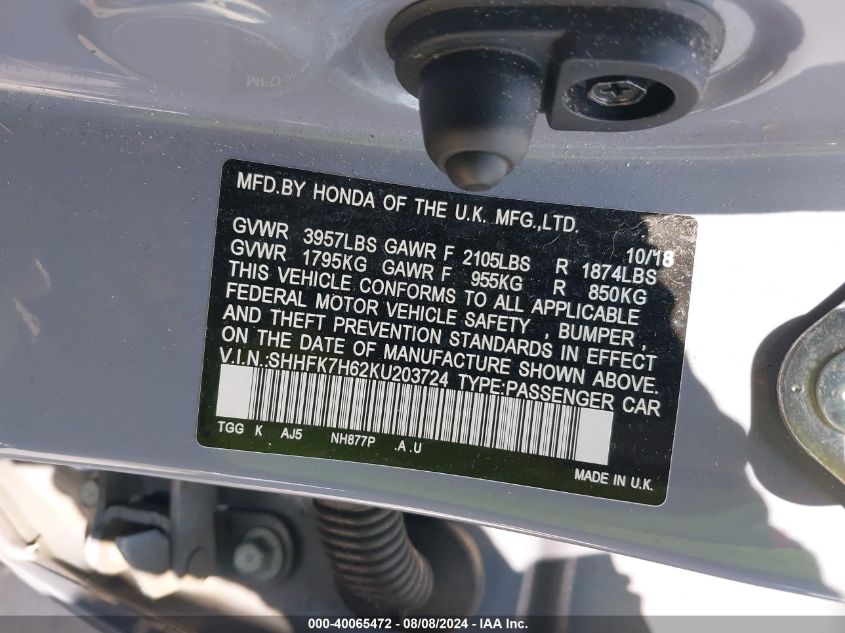 MFD.BY HONDA OF THE U.K. MFG.,LTD.
10/18
GVWR 3957LBS GAWR F 2105LBS R 1874LBS
GVWR 1795KG GAWR F 955KG R 850KG
THIS VEHICLE CONFORMS TO ALL APPLICABLE
FEDERAL MOTOR VEHICLE SAFETY , BUMPER ,
AND THEFT PREVENTION STANDARDS IN EFFECT
ON THE DATE OF MANUFACTURE SHOWN ABOVE.
V.I.N.:SHHFK7H62KU203724 TYPE:PASSENGER CAR
TGG K AJ5 NH877P .A.U
MADE IN U.K.
000-40065472 - 08/08/2024 - IAA Inc.